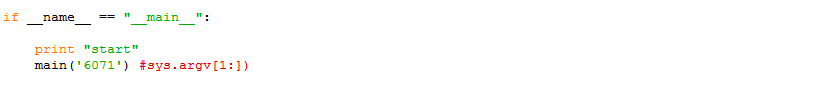 if __name__ == "__main__":
    print "start"
    main('6071') #sys.argv[1:])